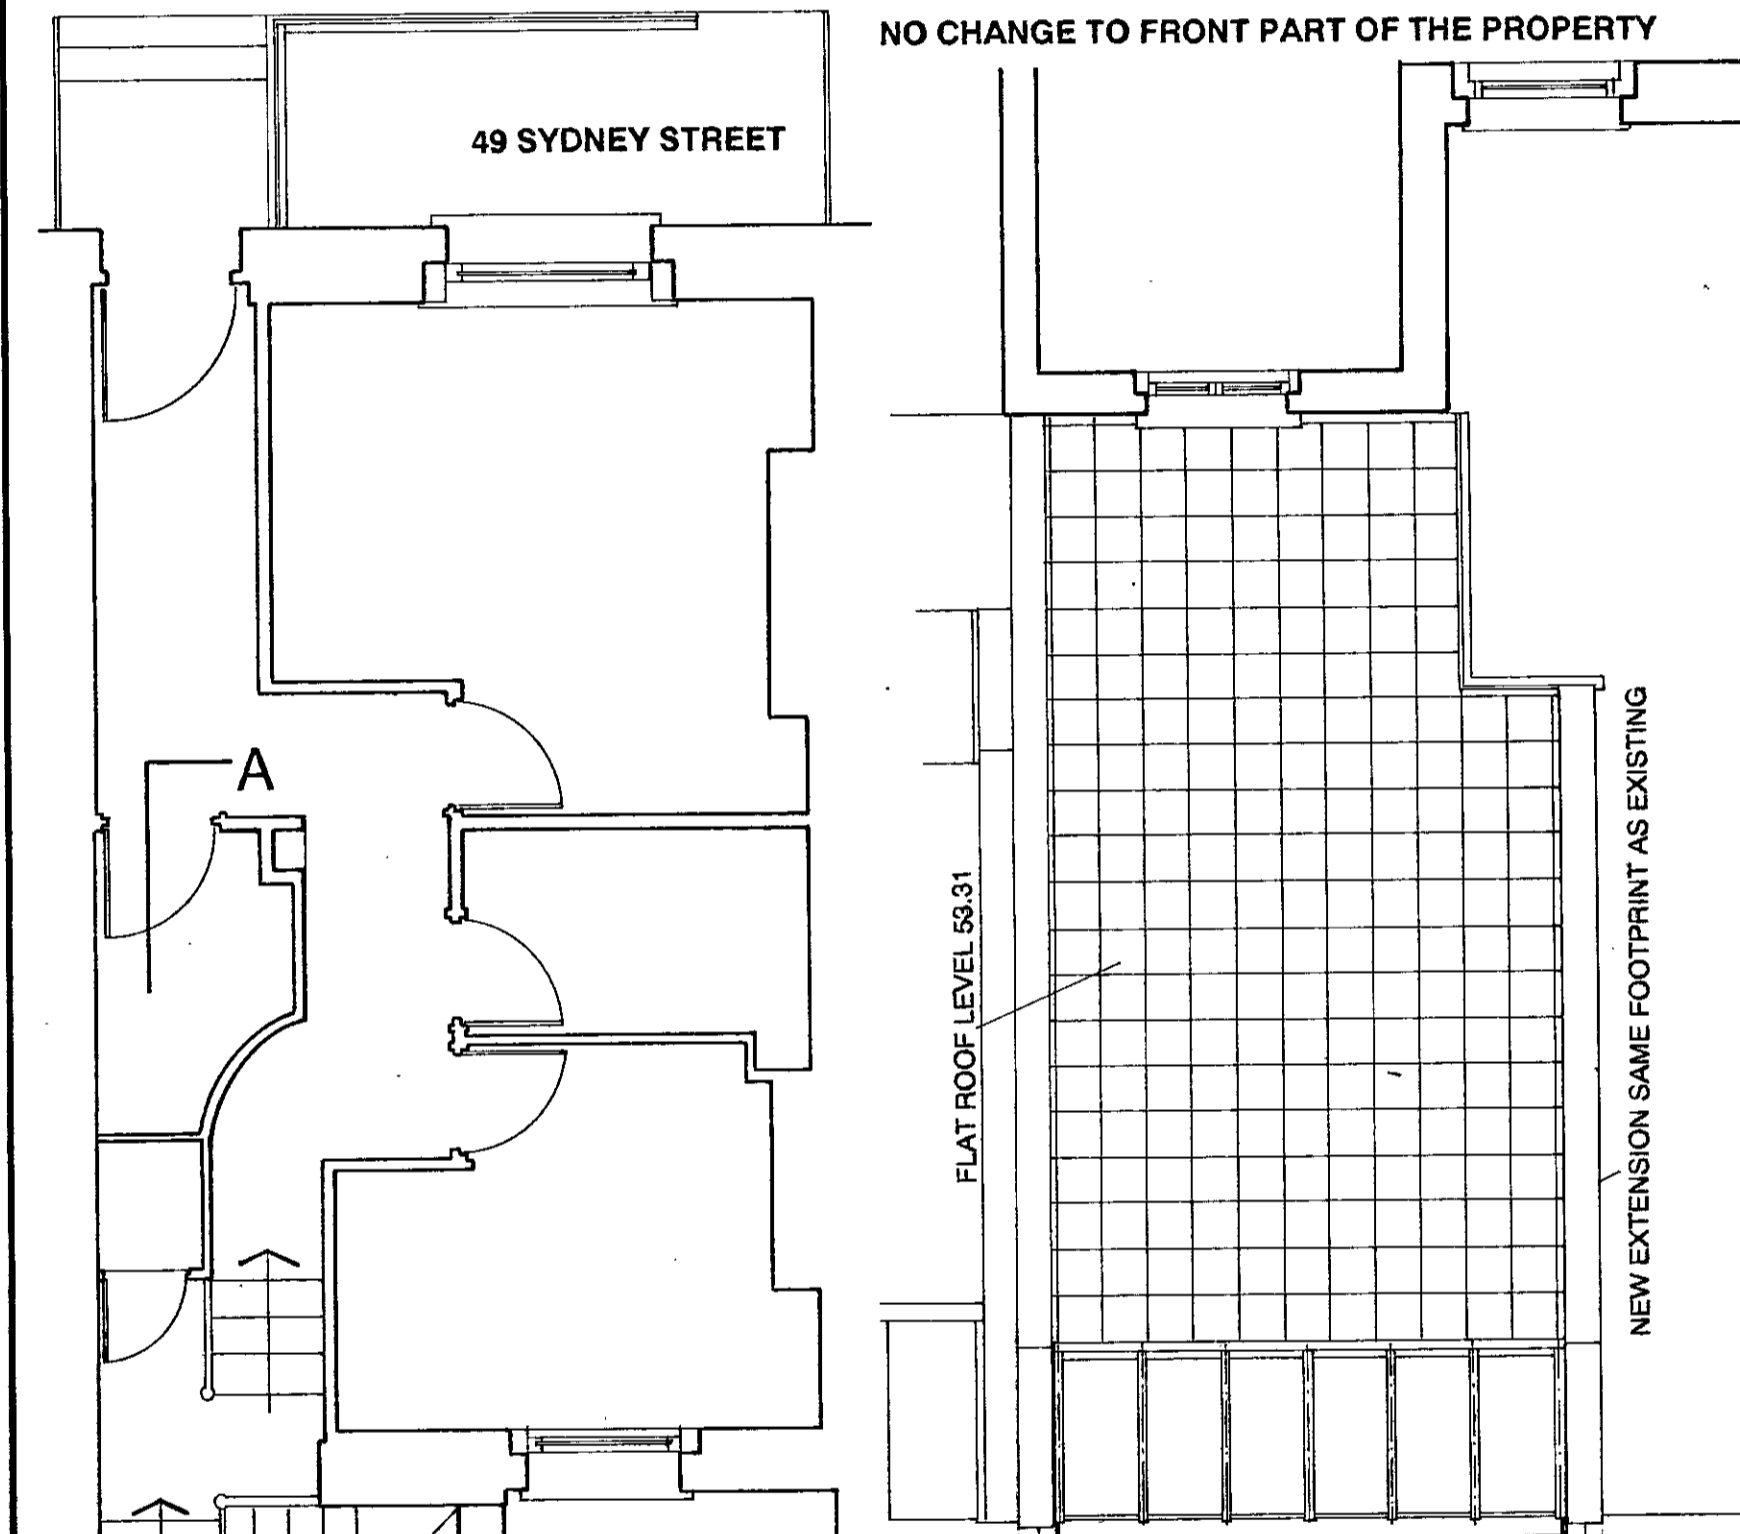 NO CHANGE TO FRONT PART OF THE PROPERTY
49 SYDNEY STREET
A
FLAT ROOF LEVEL 53.31
NEW EXTENSION SAME FOOTPRINT AS EXISTING